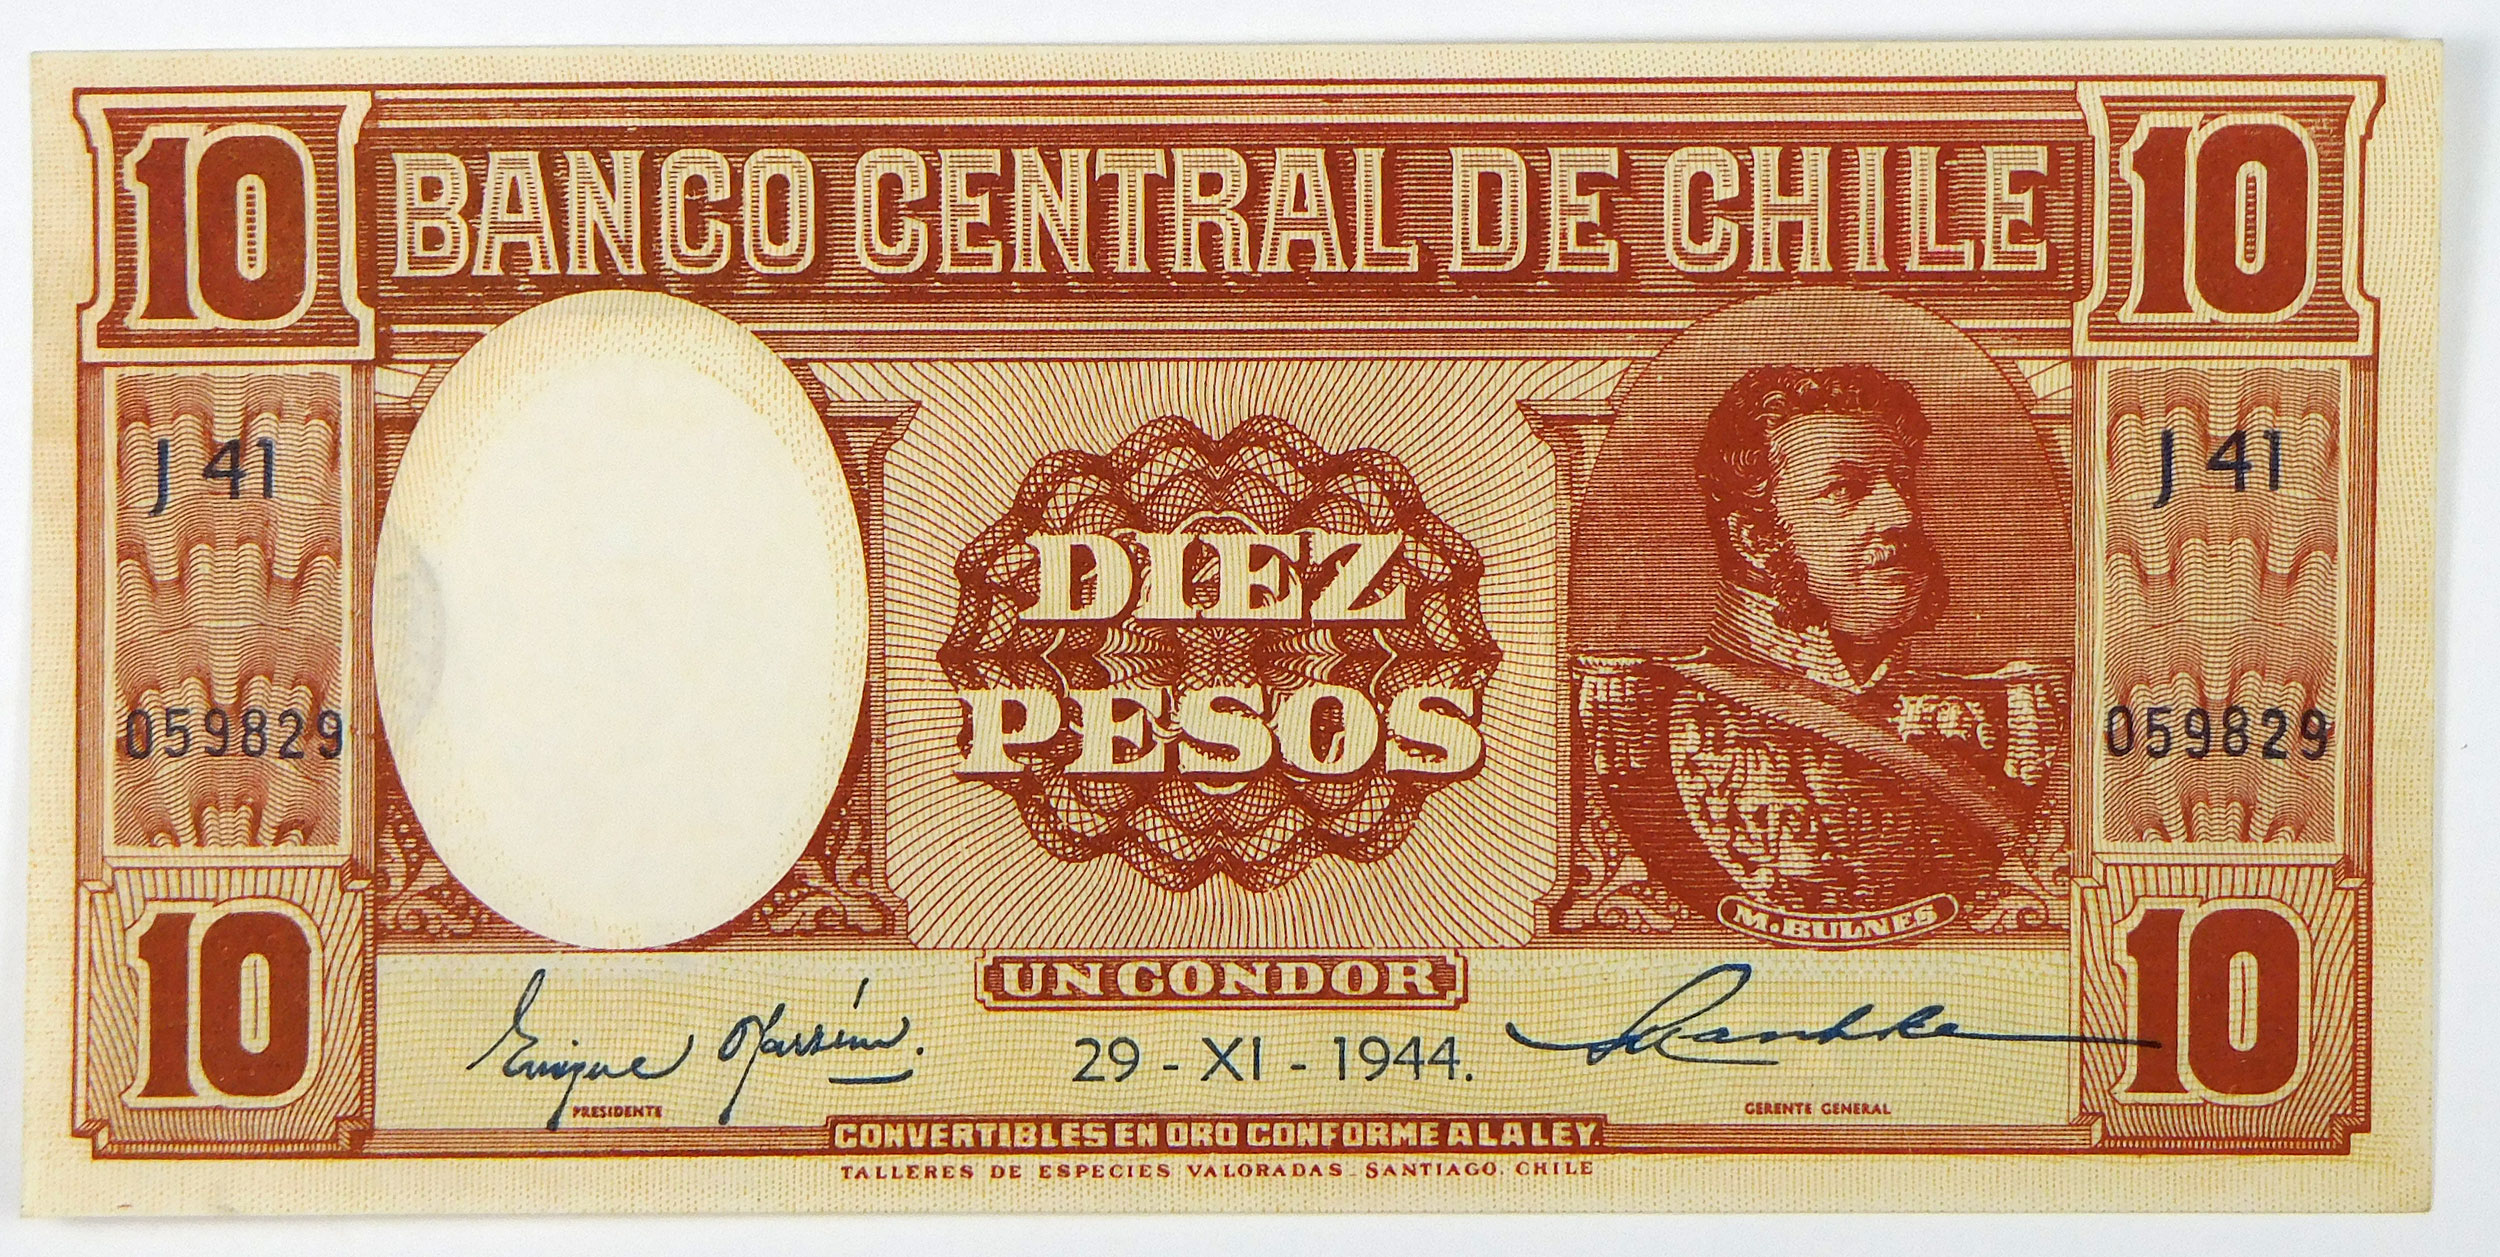 10 BANCO CENTRAL DE CHILE 10
J 41 J 41
DIEZ
PESOS
059829 059829
M. BULNES
10 UN CONDOR 10
29 - XI - 1944.
PRESIDENTE GERENTE GENERAL
CONVERTIBLES EN ORO CONFORME A LA LEY.
TALLERES DE ESPECIES VALORADAS - SANTIAGO. CHILE